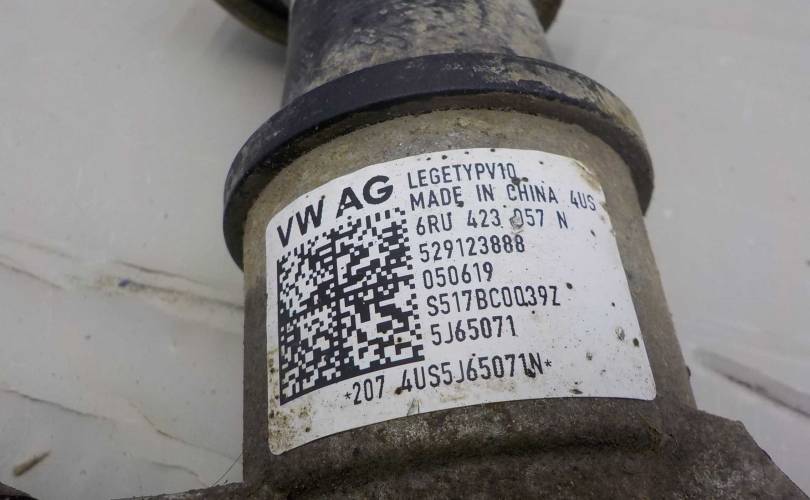 VW AG
LEGETYPV10
MADE IN CHINA 4US
6RU 423 057 N
529123888
050619
S517BC0039Z
5J65071
*207 4US5J65071N*